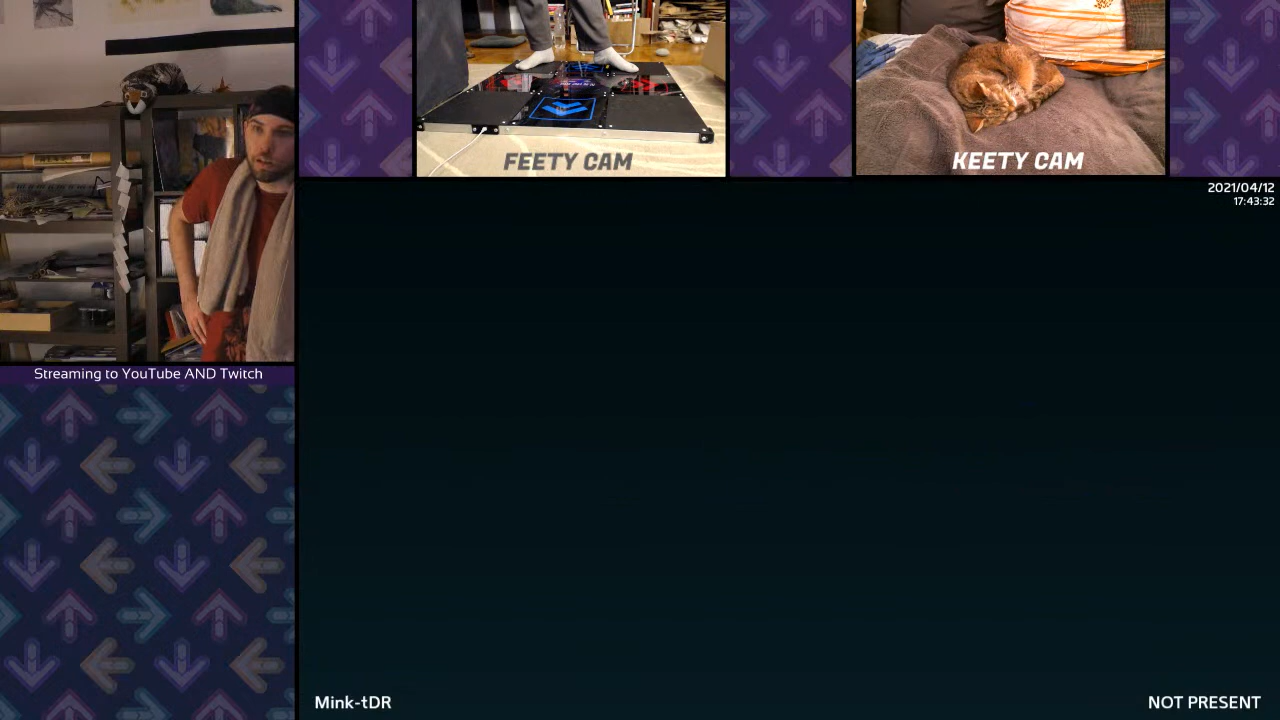 FEETY CAM
KEETY CAM
2021/04/12
17:43:32
Streaming to YouTube AND Twitch
Mink-tDR
NOT PRESENT